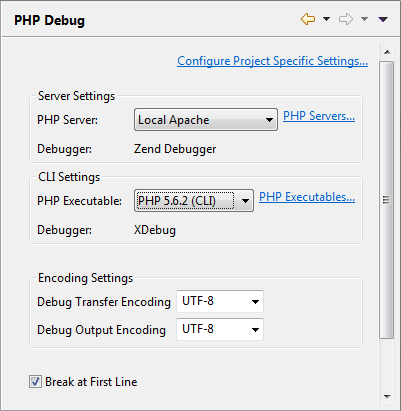 PHP Debug
Configure Project Specific Settings...
Server Settings
PHP Server: Local Apache PHP Servers...
Debugger: Zend Debugger
CLI Settings
PHP Executable: PHP 5.6.2 (CLI) PHP Executables...
Debugger: XDebug
Encoding Settings
Debug Transfer Encoding UTF-8
Debug Output Encoding UTF-8
Break at First Line